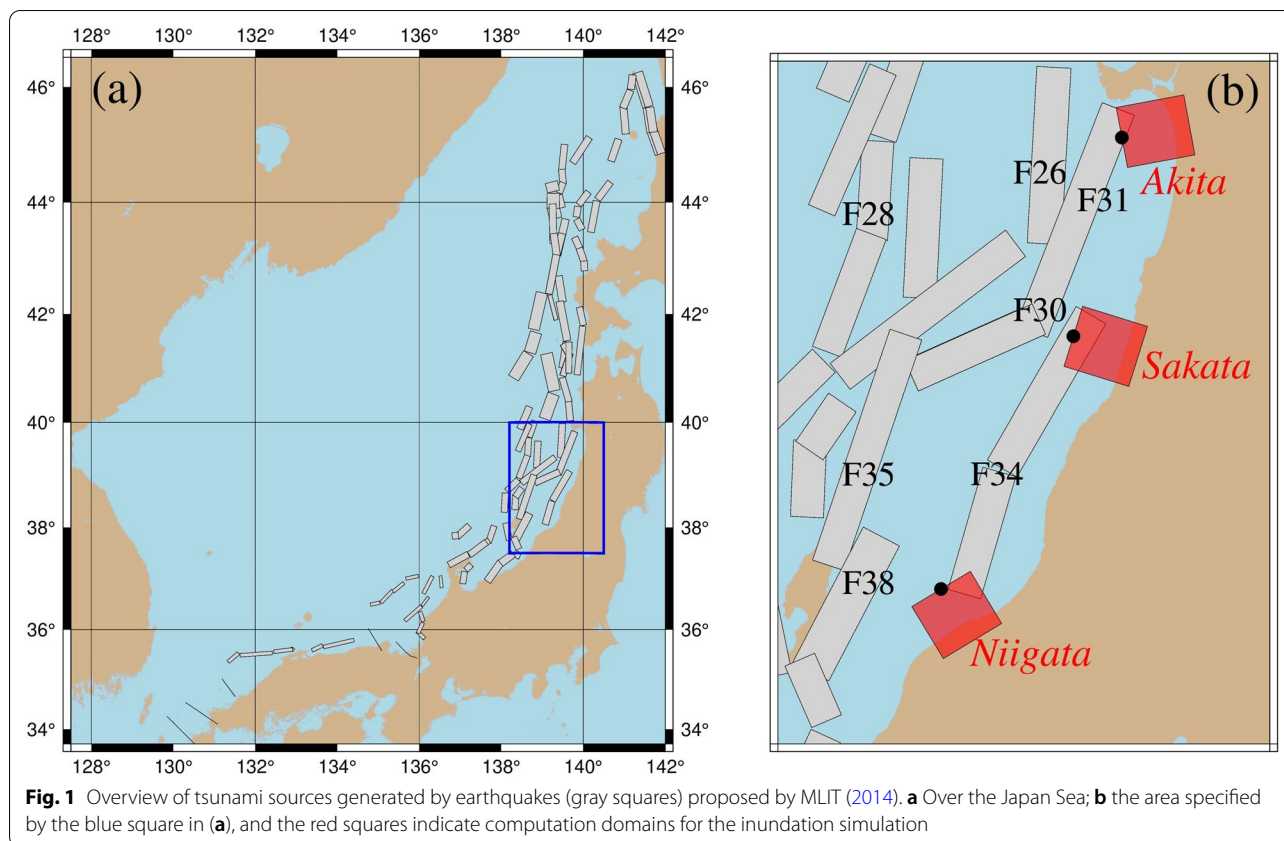 128° 130° 132° 134° 136° 138° 140° 142°
(a)
46° 46°
44° 44°
42° 42°
40° 40°
38° 38°
36° 36°
34° 34°
128° 130° 132° 134° 136° 138° 140° 142°
(b)
F26
Akita
F31
F28
F30
Sakata
F35
F34
F38
Niigata
Fig. 1 Overview of tsunami sources generated by earthquakes (gray squares) proposed by MLIT (2014). a Over the Japan Sea; b the area specified
by the blue square in (a), and the red squares indicate computation domains for the inundation simulation